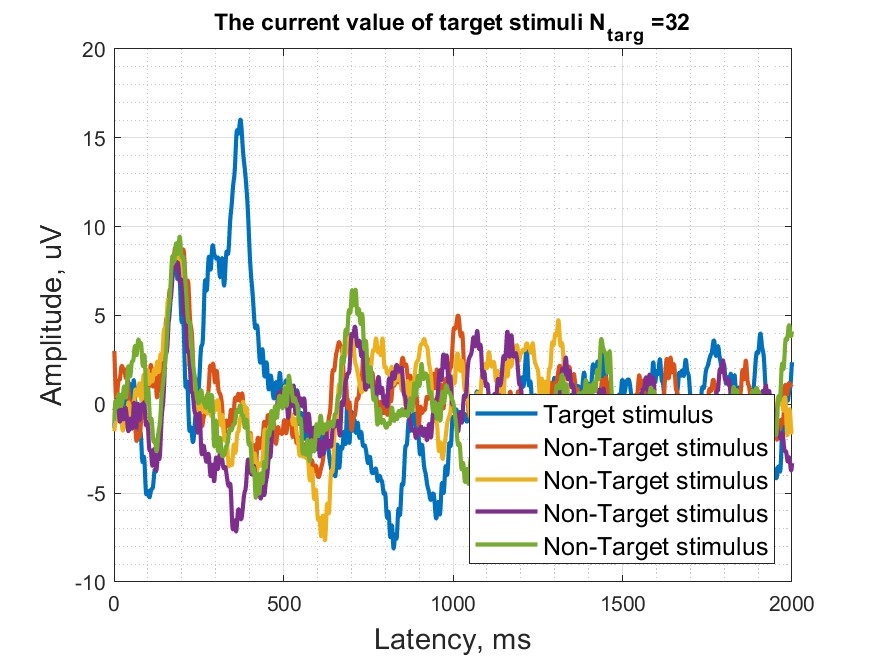 The current value of target stimuli N_targ =32
20
15
10
5
0
-5
-10
Amplitude, uV
Target stimulus
Non-Target stimulus
Non-Target stimulus
Non-Target stimulus
Non-Target stimulus
0 500 1000 1500 2000
Latency, ms